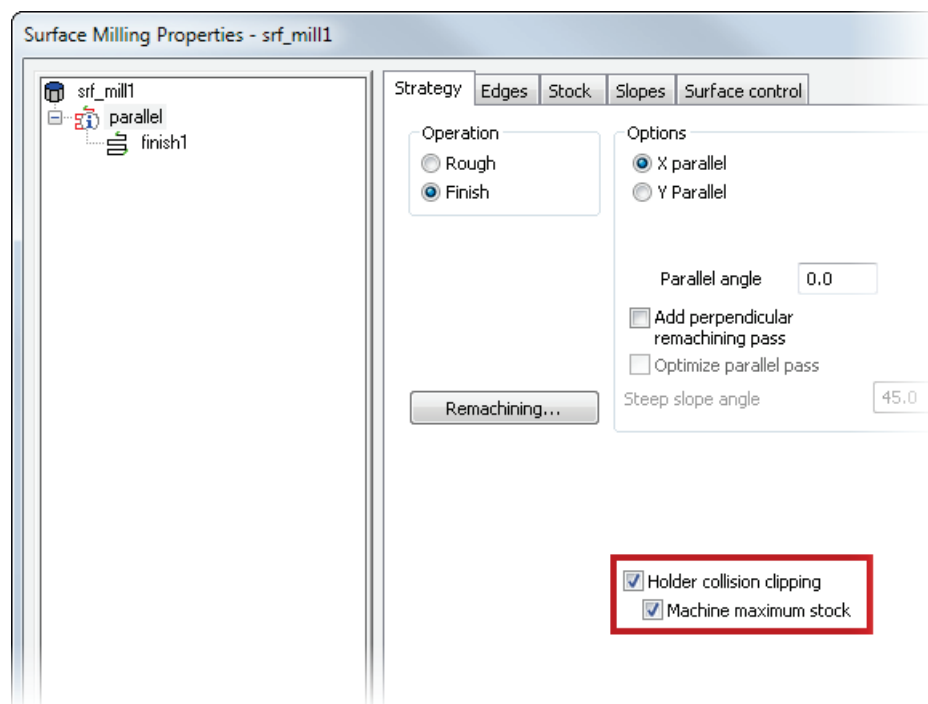 Surface Milling Properties - srf_mill1
srf_mill1
parallel
finish1
Strategy Edges Stock Slopes Surface control
Operation
Rough
Finish
Options
X parallel
Y Parallel
Parallel angle 0.0
Add perpendicular
remachining pass
Optimize parallel pass
Steep slope angle 45.0
Remachining...
Holder collision clipping
Machine maximum stock